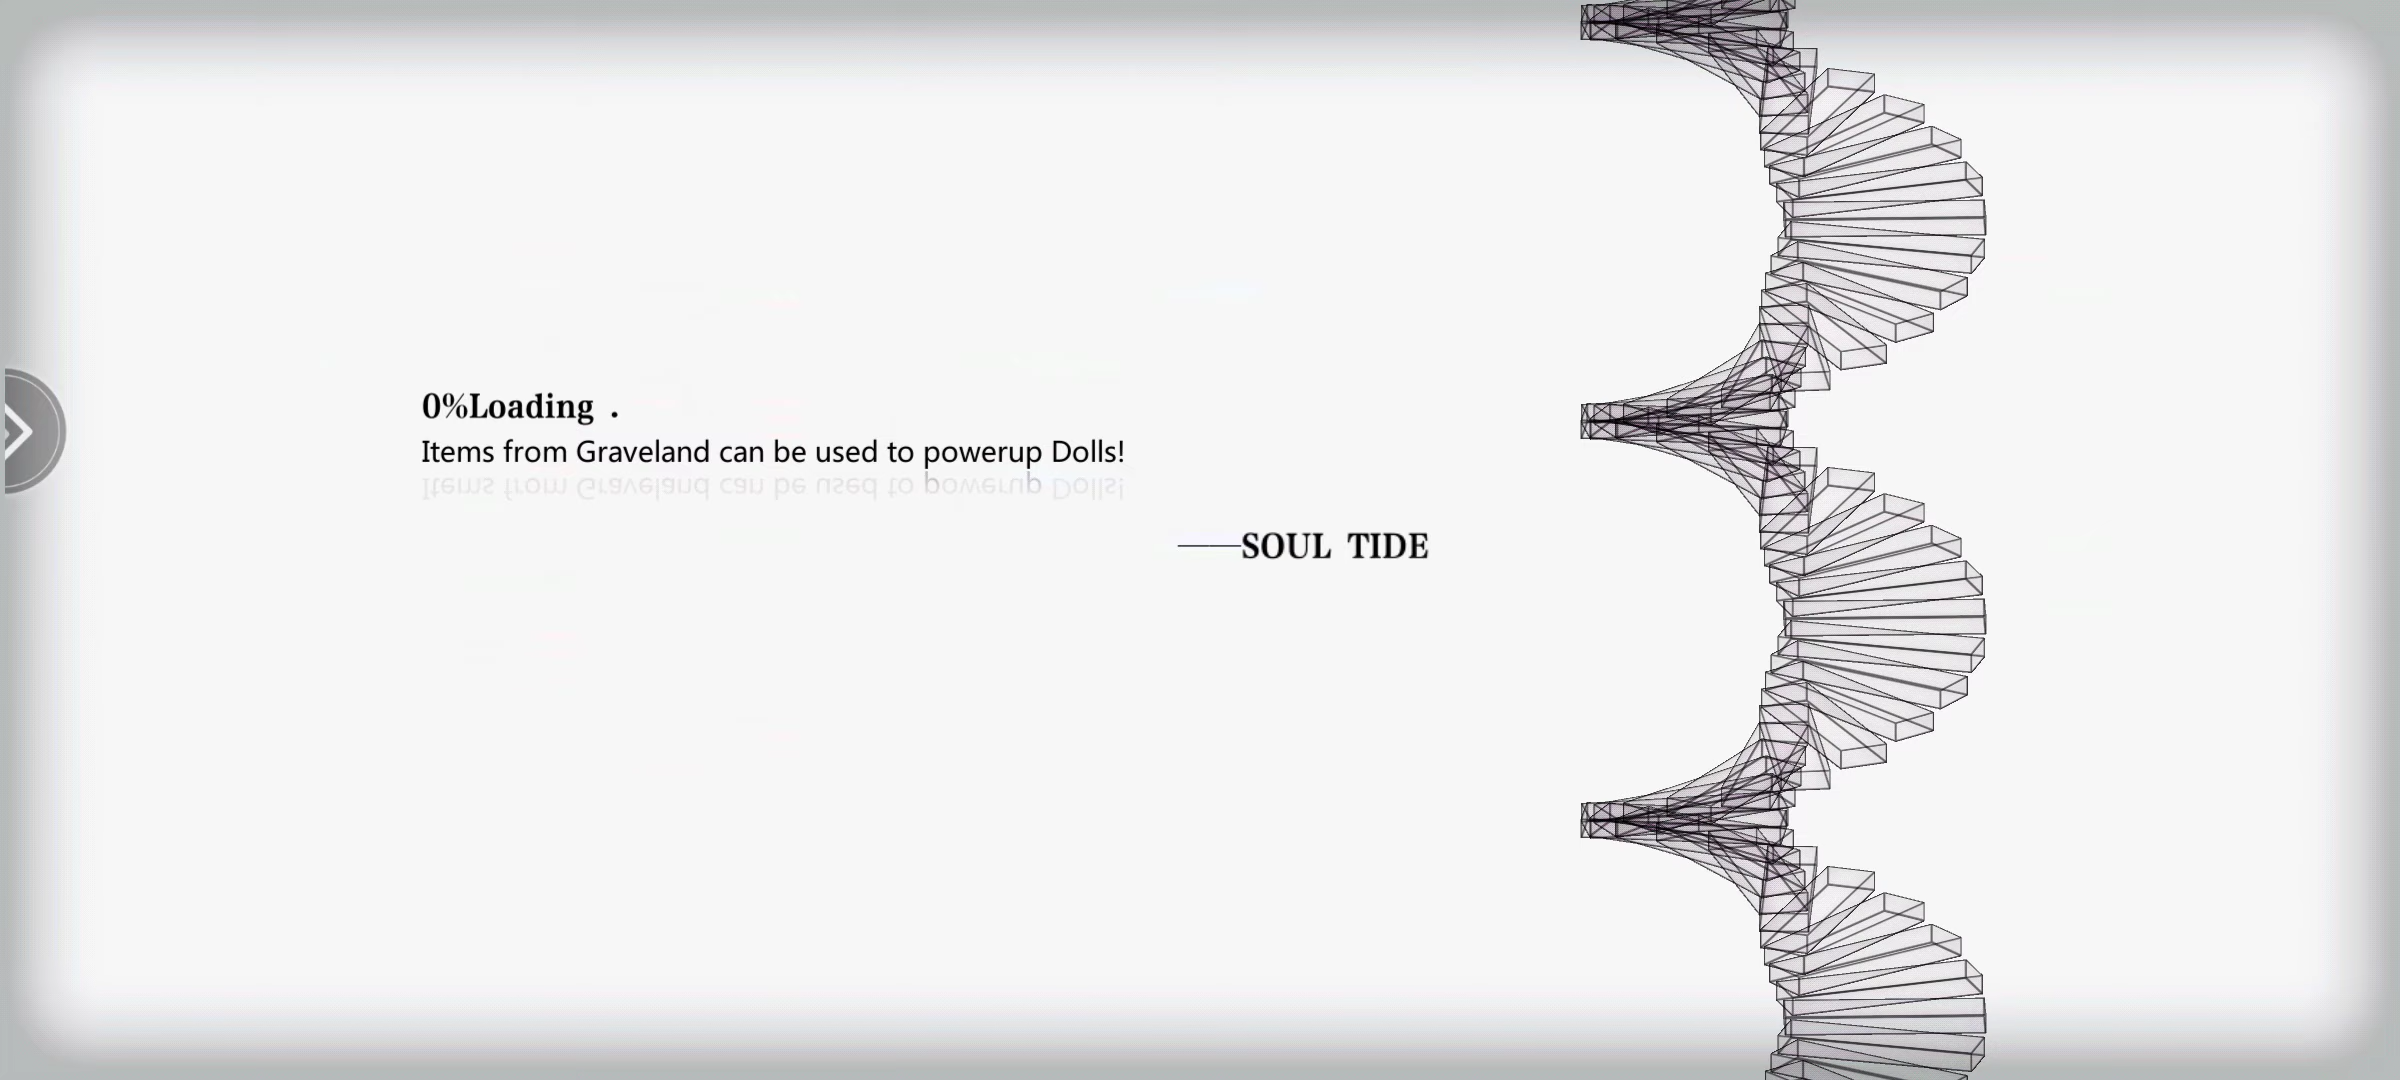 0%Loading .
Items from Graveland can be used to powerup Dolls!
Items from Graveland can be used to powerup Dolls!
——SOUL TIDE